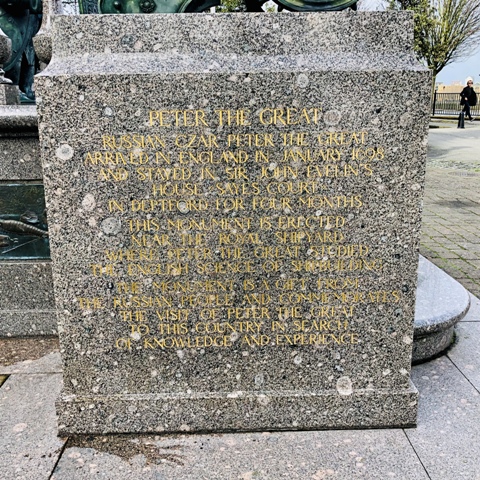 PETER THE GREAT
RUSSIAN CZAR PETER THE GREAT
ARRIVED IN ENGLAND IN JANUARY 1698
AND STAYED IN SIR JOHN EVELIN'S
HOUSE SAYES COURT
IN DEPTFORD FOR FOUR MONTHS
THIS MONUMENT IS ERECTED
NEAR THE ROYAL SHIPYARD
WHERE PETER THE GREAT STUDIED
THE ENGLISH SCIENCE OF SHIPBUILDING
THE MONUMENT IS A GIFT FROM
THE RUSSIAN PEOPLE AND COMMEMORATES
THE VISIT OF PETER THE GREAT
TO THIS COUNTRY IN SEARCH
OF KNOWLEDGE AND EXPERIENCE